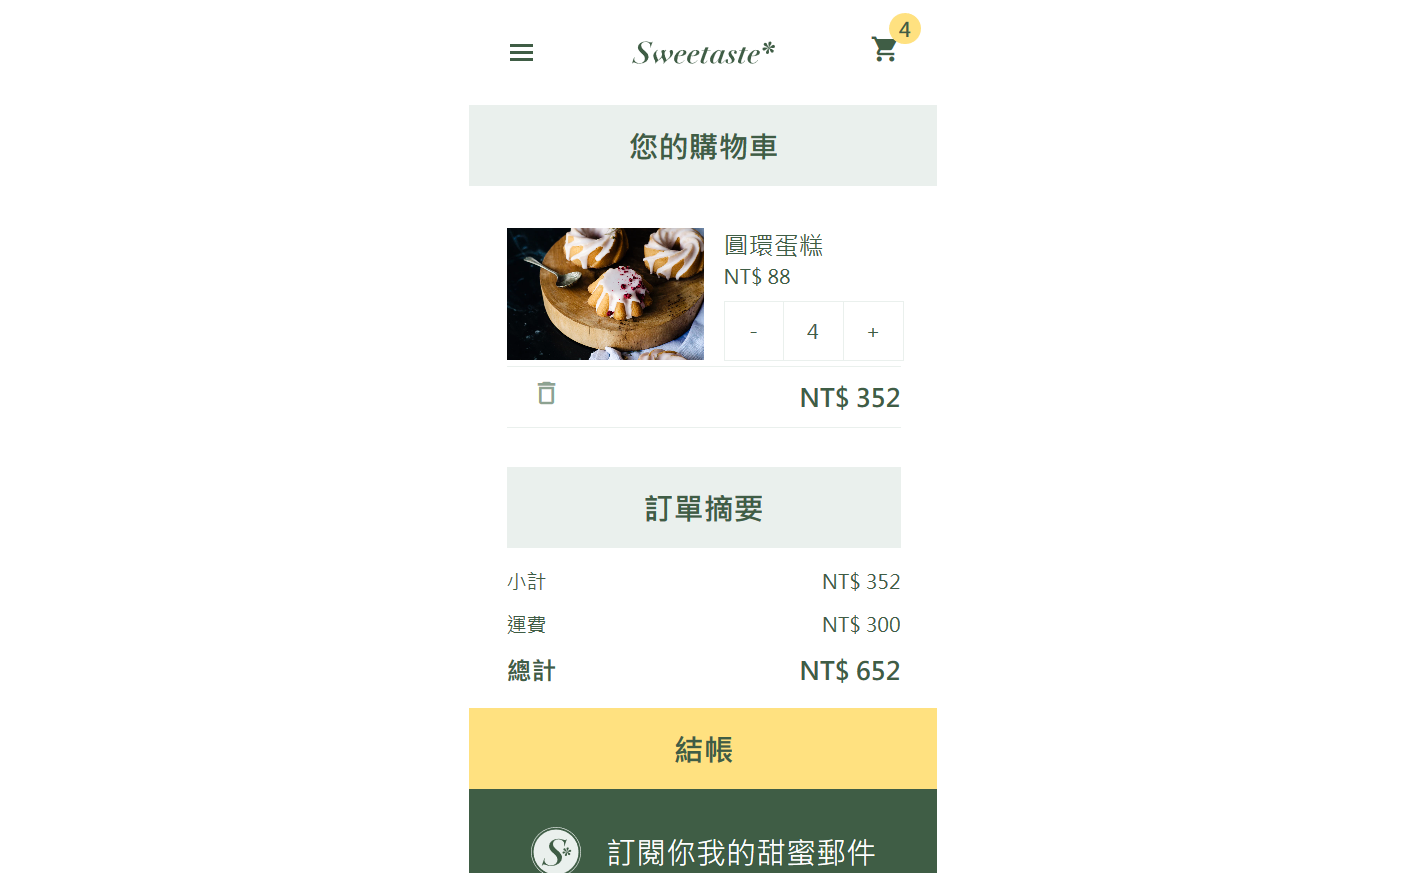 Sweetaste*
4
您的購物車
圓環蛋糕
NT$ 88
- 4 +
NT$ 352
訂單摘要
小計 NT$ 352
運費 NT$ 300
總計 NT$ 652
結帳
S* 訂閱你我的甜蜜郵件